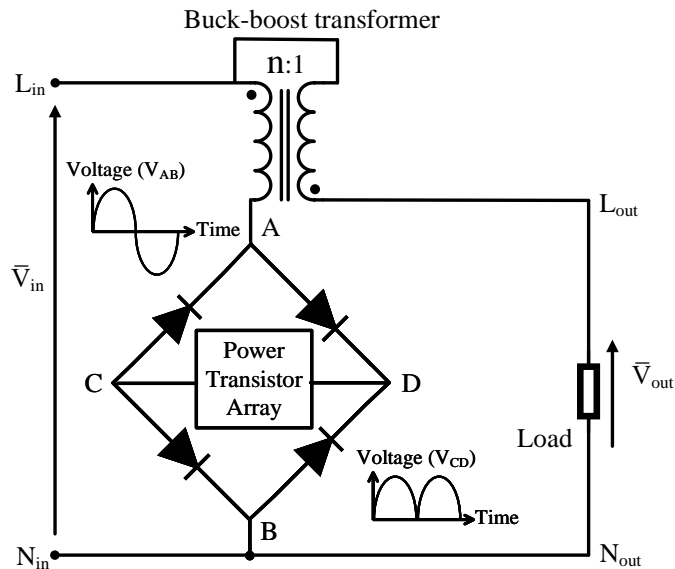 Buck-boost transformer
n:1
L_in
Voltage (V_AB)
Time
A
L_out
V̅_in
Power
Transistor
Array
C
D
V̅_out
Load
Voltage (V_CD)
Time
B
N_in
N_out